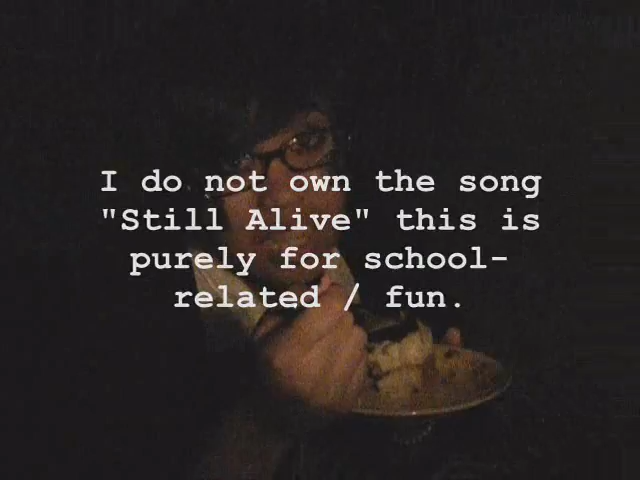 I do not own the song
"Still Alive" this is
purely for school-
related / fun.